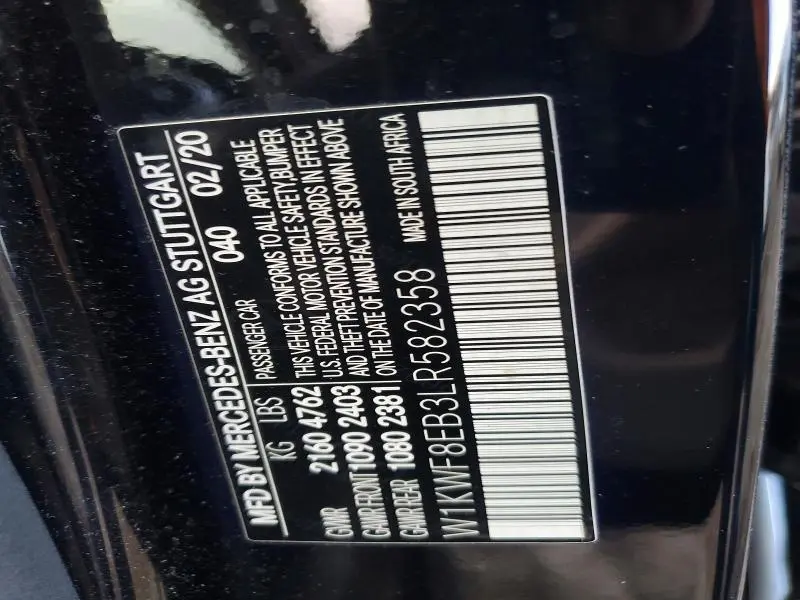 MFD BY MERCEDES-BENZ AG STUTTGART
KG LBS 040 02/20
GVWR 2160 4762
GAWR FRONT 1090 2403
GAWR REAR 1080 2381
PASSENGER CAR
THIS VEHICLE CONFORMS TO ALL APPLICABLE
U.S. FEDERAL MOTOR VEHICLE SAFETY BUMPER
AND THEFT PREVENTION STANDARDS IN EFFECT
ON THE DATE OF MANUFACTURE SHOWN ABOVE
W1KWF8EB3LR582358 MADE IN SOUTH AFRICA